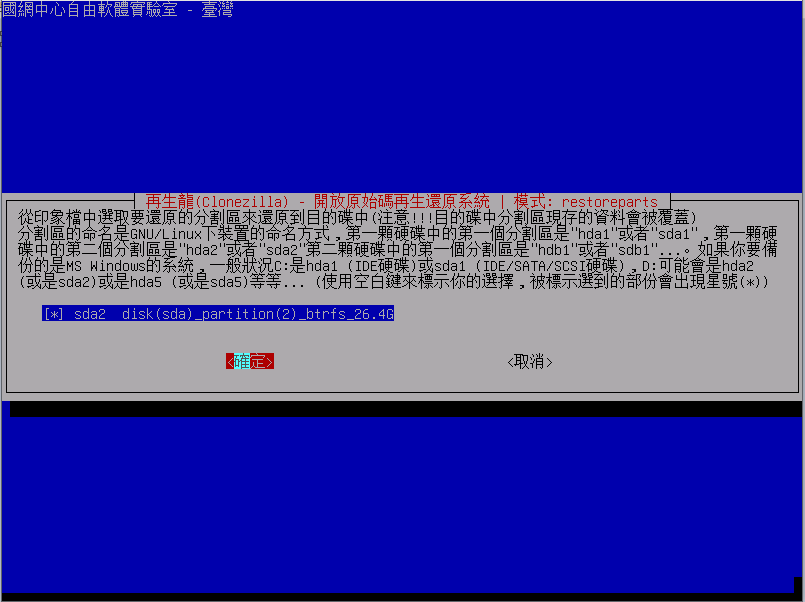 國網中心自由軟體實驗室 - 臺灣
再生龍(Clonezilla) - 開放原始碼再生還原系統 | 模式: restoreparts
從印象檔中選取要還原的分割區來還原到目的碟中(注意!!!目的碟中分割區現存的資料會被覆蓋)
分割區的命名是GNU/Linux下裝置的命名方式，第一顆硬碟中的第一個分割區是"hda1"或者"sda1"，第一顆硬
碟中的第二個分割區是"hda2"或者"sda2"第二顆硬碟中的第一個分割區是"hdb1"或者"sdb1"...。如果你要備
份的是MS Windows的系統，一般狀況C:是hda1 (IDE硬碟)或sda1 (IDE/SATA/SCSI硬碟)，D:可能會是hda2
(或是sda2)或是hda5 (或是sda5)等等... (使用空白鍵來標示你的選擇，被標示選到的部份會出現星號(*))
[*] sda2  disk(sda)_partition(2)_btrfs_26.4G
<確定> <取消>